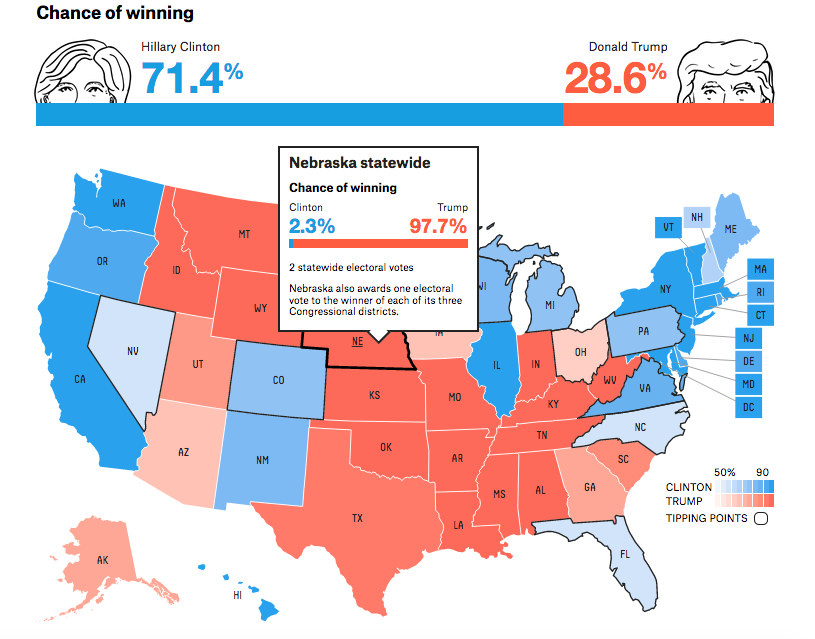 Chance of winning
Hillary Clinton
71.4%
Donald Trump
28.6%
Nebraska statewide
Chance of winning
Clinton
Trump
2.3%
97.7%
2 statewide electoral votes
Nebraska also awards one electoral
vote to the winner of each of its three
Congressional districts.
WA
MT
OR
ID
WY
NV
UT
CA
CO
AZ
NM
NE
KS
OK
TX
MO
AR
LA
WI
IL
MI
IN
OH
KY
TN
MS
AL
GA
FL
SC
NC
VA
WV
PA
NY
VT
NH
ME
MA
RI
CT
NJ
DE
MD
DC
AK
HI
50% 90
CLINTON
TRUMP
TIPPING POINTS